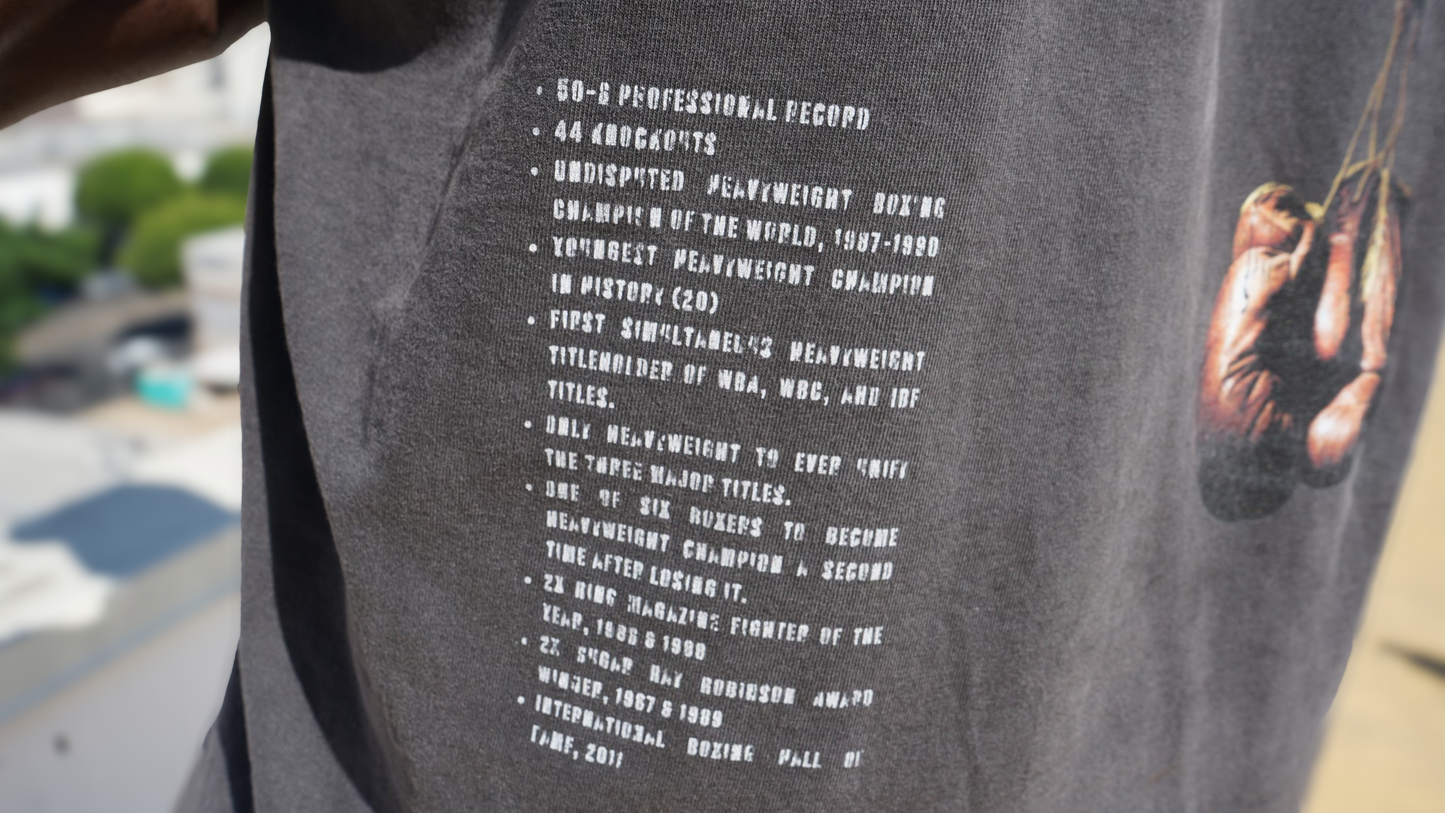 • 50-6 PROFESSIONAL RECORD
• 44 KNOCKOUTS
• UNDISPUTED HEAVYWEIGHT BOXING
CHAMPION OF THE WORLD, 1987-1990
• YOUNGEST HEAVYWEIGHT CHAMPION
IN HISTORY (20)
• FIRST SIMULTANEOUS HEAVYWEIGHT
TITLEHOLDER OF WBA, WBC, AND IBF
TITLES.
• ONLY HEAVYWEIGHT TO EVER UNIFY
THE THREE MAJOR TITLES.
• ONE OF SIX BOXERS TO BECOME
HEAVYWEIGHT CHAMPION A SECOND
TIME AFTER LOSING IT.
• 2X RING MAGAZINE FIGHTER OF THE
YEAR, &
• 2X SUGAR RAY ROBINSON AWARD
WINNER, 1987 & 1989
• INTERNATIONAL BOXING HALL OF
FAME, 2011